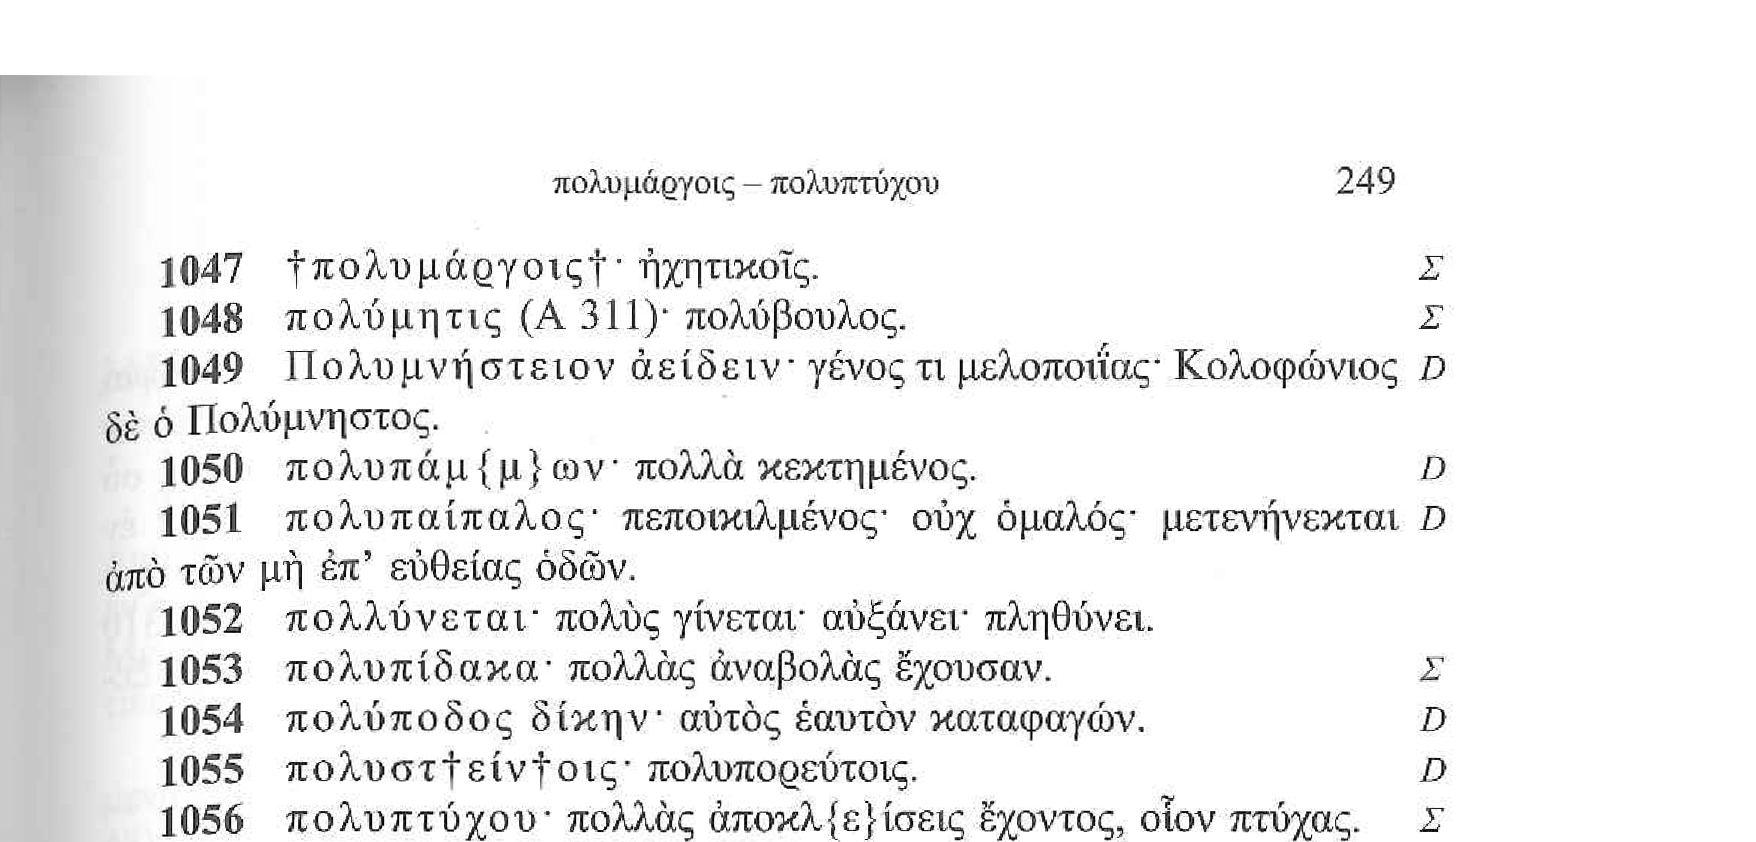 πολυμάργοις – πολυπτύχου 249
1047 †πολυμάργοις†· ἠχητικοῖς. Σ
1048 πολύμητις (Α 311)· πολύβουλος. Σ
1049 Πολυμνήστειον ἀείδειν· γένος τι μελοποιΐας· Κολοφώνιος D
δὲ ὁ Πολύμνηστος.
1050 πολυπάμ{μ}ων· πολλὰ κεκτημένος. D
1051 πολυπαίπαλος· πεποικιλμένος· οὐχ ὁμαλός· μετενήνεκται D
ἀπὸ τῶν μὴ ἐπ’ εὐθείας ὁδῶν.
1052 πολλύνεται· πολὺς γίνεται· αὐξάνει· πληθύνει.
1053 πολυπίδακα· πολλὰς ἀναβολὰς ἔχουσαν. Σ
1054 πολύποδος δίκην· αὐτὸς ἑαυτὸν καταφαγών. D
1055 πολυστ†είν†οις· πολυπορεύτοις. D
1056 πολυπτύχου· πολλὰς ἀποκλ{ε}ίσεις ἔχοντος, οἷον πτύχας. Σ